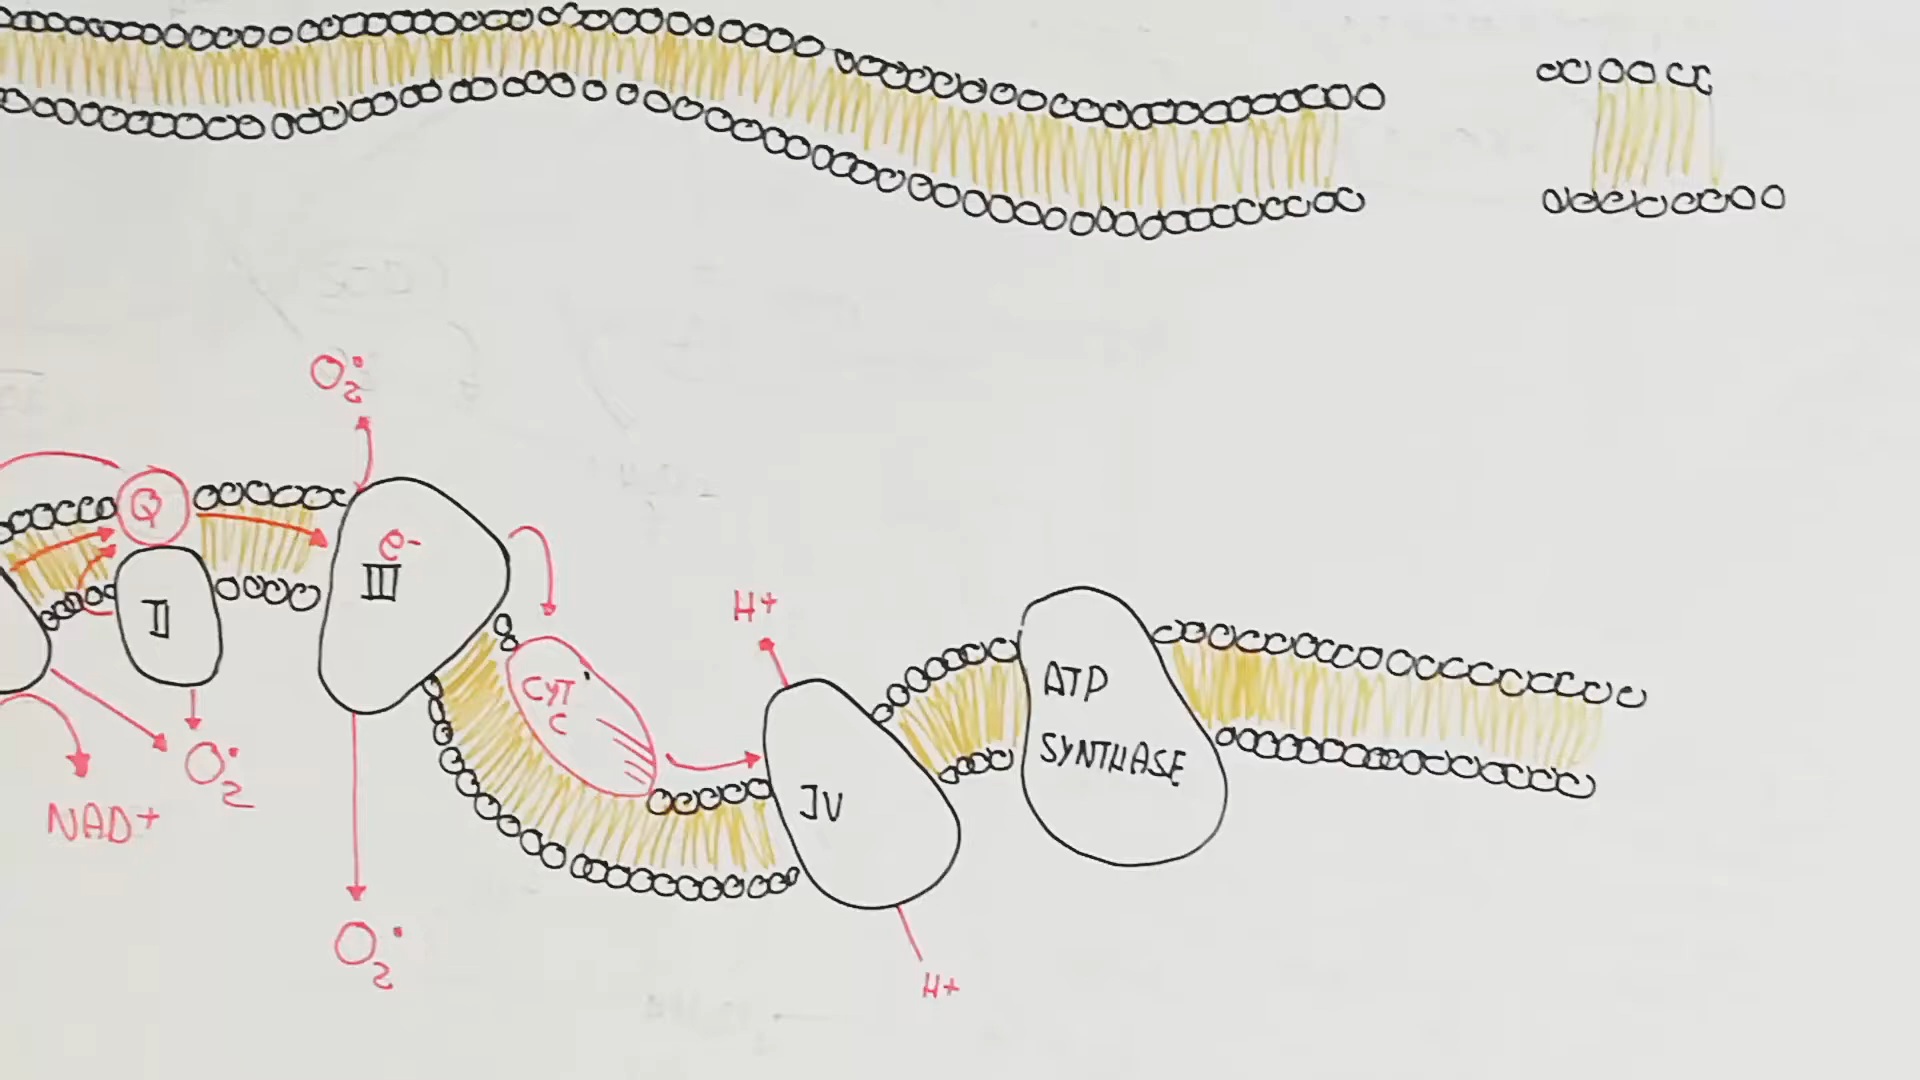 O₂•
Q
e-
III
II
H+
CYT
C
ATP
SYNTHASE
IV
O₂•
NAD+
O₂•
H+